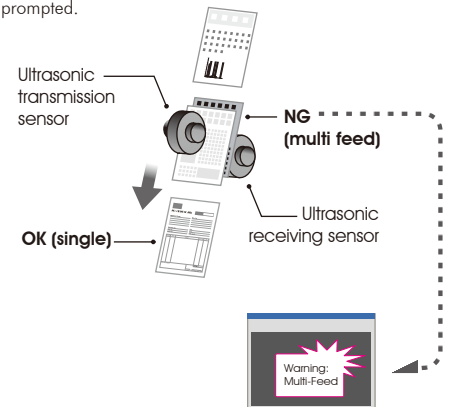 prompted.
Ultrasonic
transmission
sensor
NG
(multi feed)
Ultrasonic
receiving sensor
OK (single)
Warning:
Multi-Feed